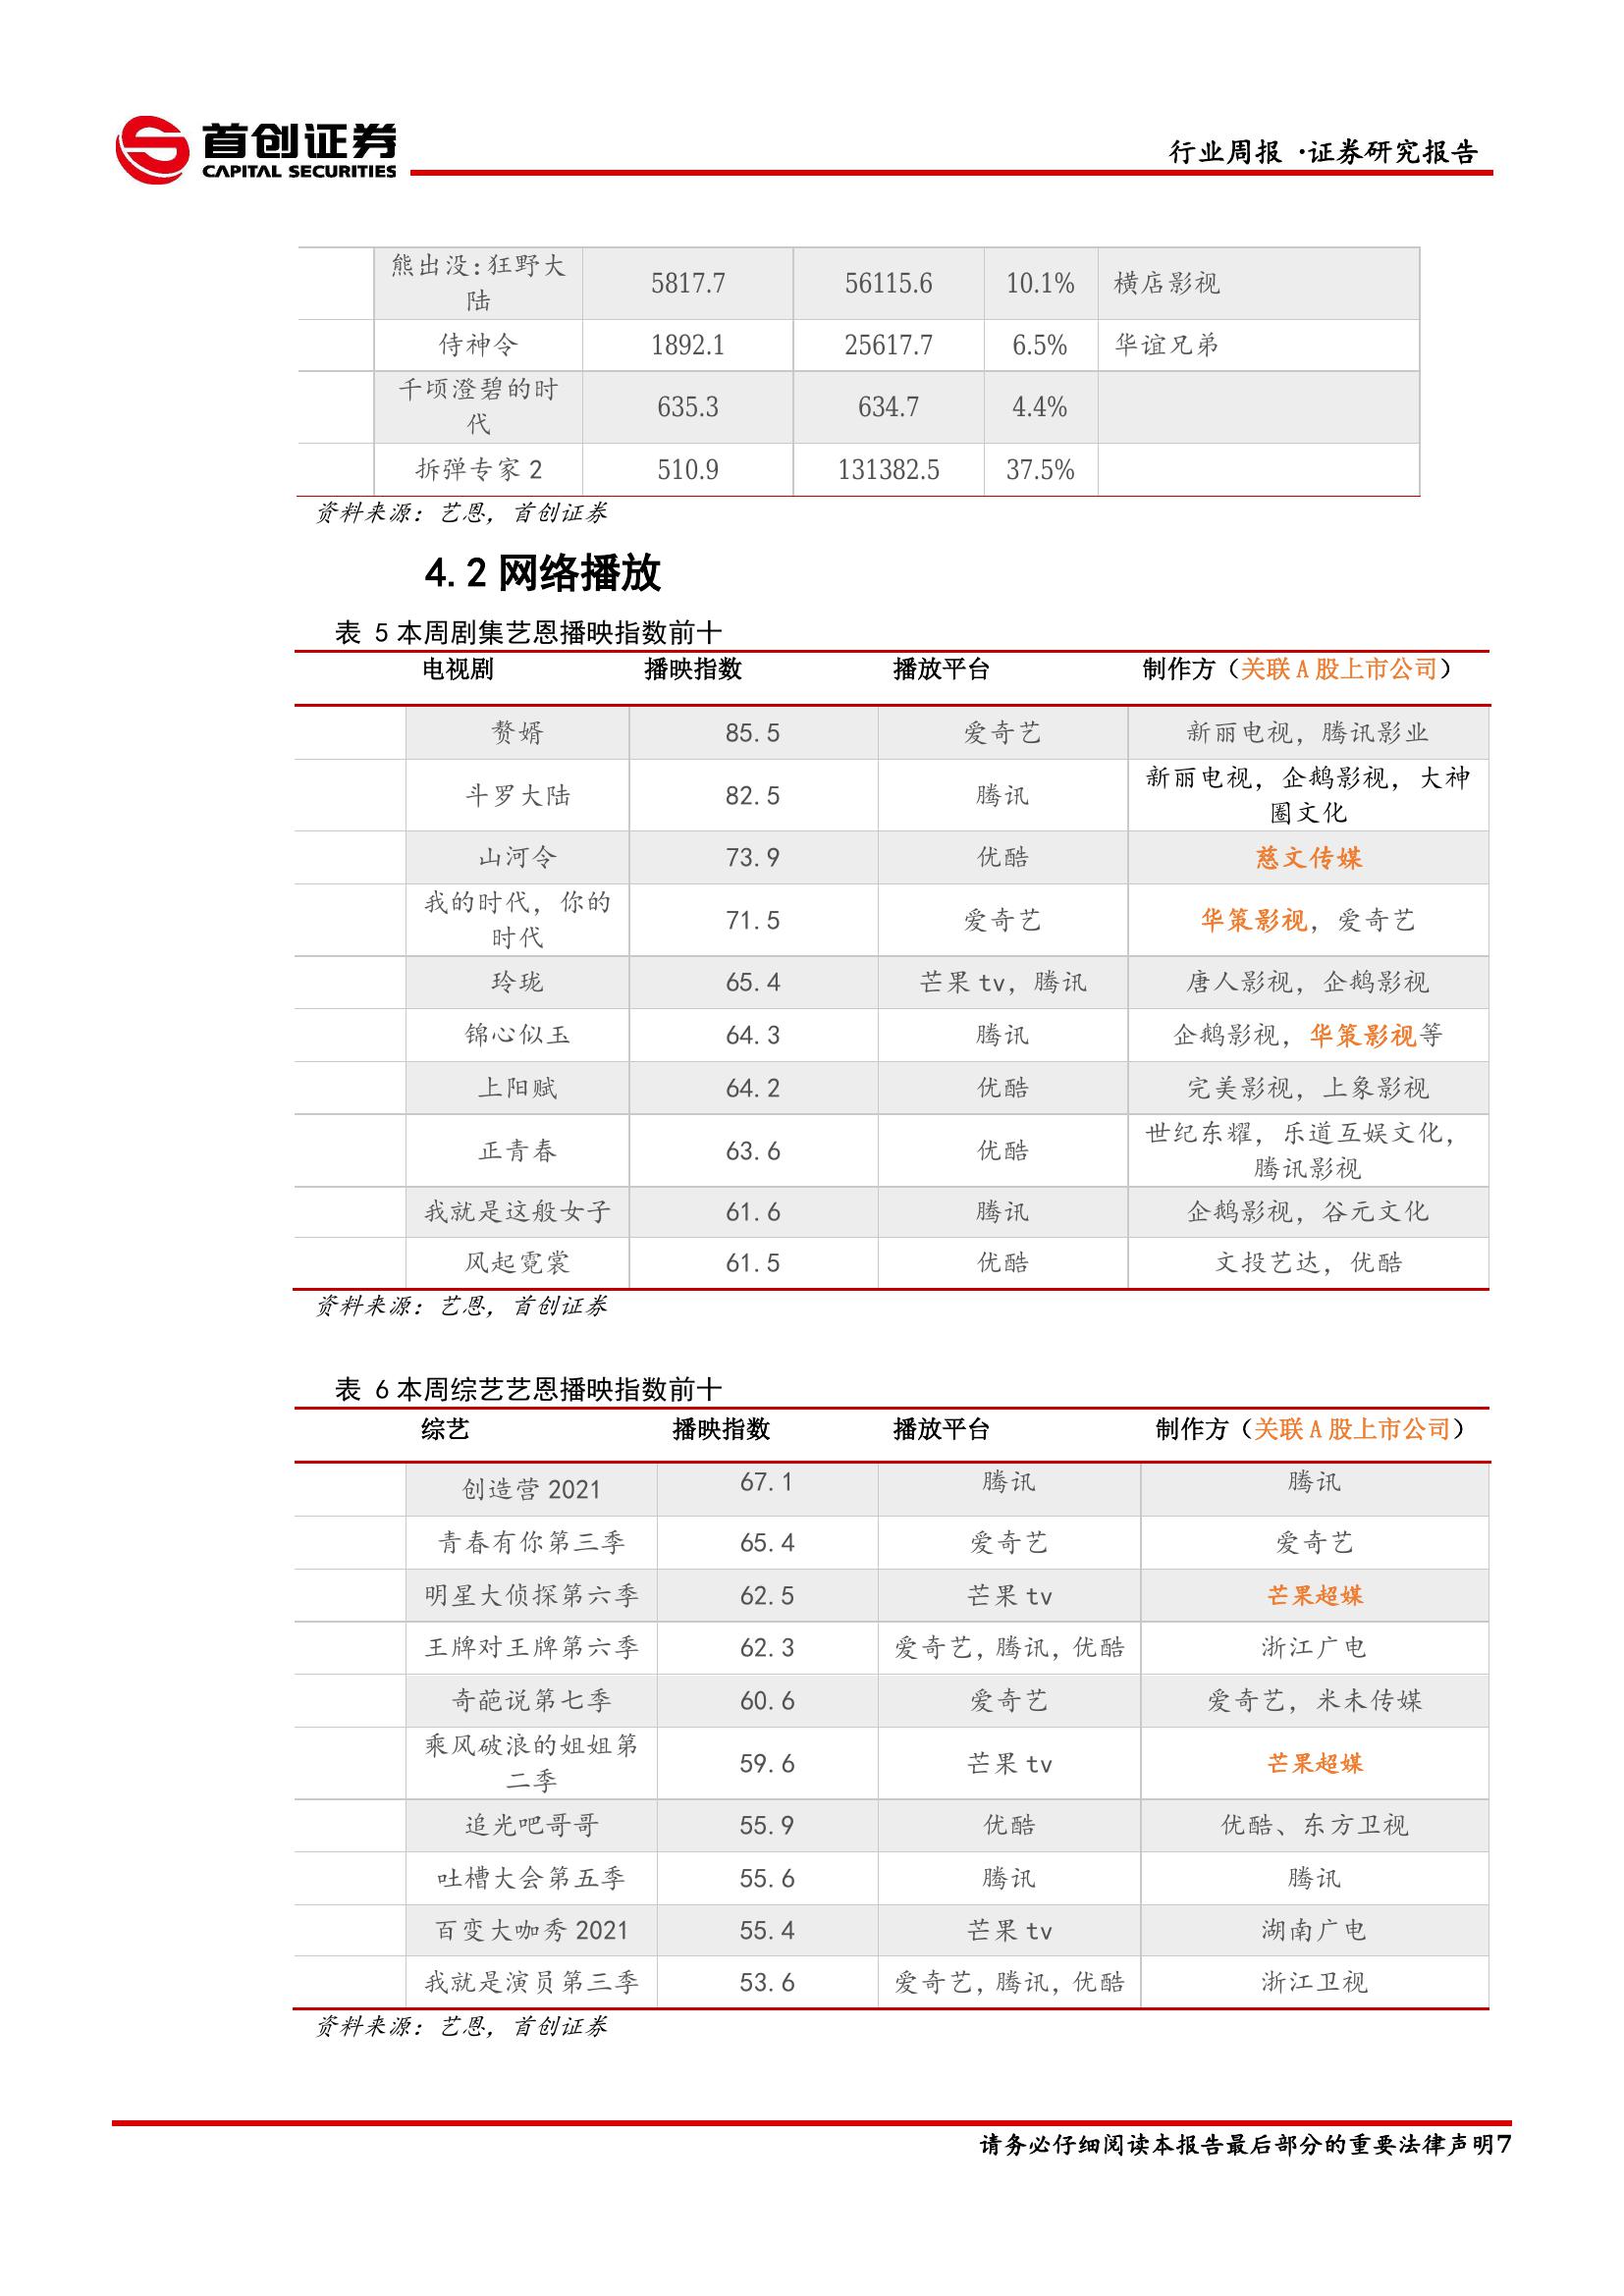 首创证券
CAPITAL SECURITIES
行业周报 ·证券研究报告
熊出没:狂野大
陆 5817.7 56115.6 10.1% 横店影视
侍神令 1892.1 25617.7 6.5% 华谊兄弟
千顷澄碧的时
代 635.3 634.7 4.4%
拆弹专家 2 510.9 131382.5 37.5%
资料来源：艺恩，首创证券
4.2 网络播放
表 5 本周剧集艺恩播映指数前十
电视剧 播映指数 播放平台 制作方（关联 A 股上市公司）
赘婿 85.5 爱奇艺 新丽电视，腾讯影业
斗罗大陆 82.5 腾讯 新丽电视，企鹅影视，大神
圈文化
山河令 73.9 优酷 慈文传媒
我的时代，你的
时代 71.5 爱奇艺 华策影视，爱奇艺
玲珑 65.4 芒果 tv，腾讯 唐人影视，企鹅影视
锦心似玉 64.3 腾讯 企鹅影视，华策影视等
上阳赋 64.2 优酷 完美影视，上象影视
正青春 63.6 优酷 世纪东耀，乐道互娱文化，
腾讯影视
我就是这般女子 61.6 腾讯 企鹅影视，谷元文化
风起霓裳 61.5 优酷 文投艺达，优酷
资料来源：艺恩，首创证券
表 6 本周综艺艺恩播映指数前十
综艺 播映指数 播放平台 制作方（关联 A 股上市公司）
创造营 2021 67.1 腾讯 腾讯
青春有你第三季 65.4 爱奇艺 爱奇艺
明星大侦探第六季 62.5 芒果 tv 芒果超媒
王牌对王牌第六季 62.3 爱奇艺，腾讯，优酷 浙江广电
奇葩说第七季 60.6 爱奇艺 爱奇艺，米未传媒
乘风破浪的姐姐第
二季 59.6 芒果 tv 芒果超媒
追光吧哥哥 55.9 优酷 优酷、东方卫视
吐槽大会第五季 55.6 腾讯 腾讯
百变大咖秀 2021 55.4 芒果 tv 湖南广电
我就是演员第三季 53.6 爱奇艺，腾讯，优酷 浙江卫视
资料来源：艺恩，首创证券
请务必仔细阅读本报告最后部分的重要法律声明7